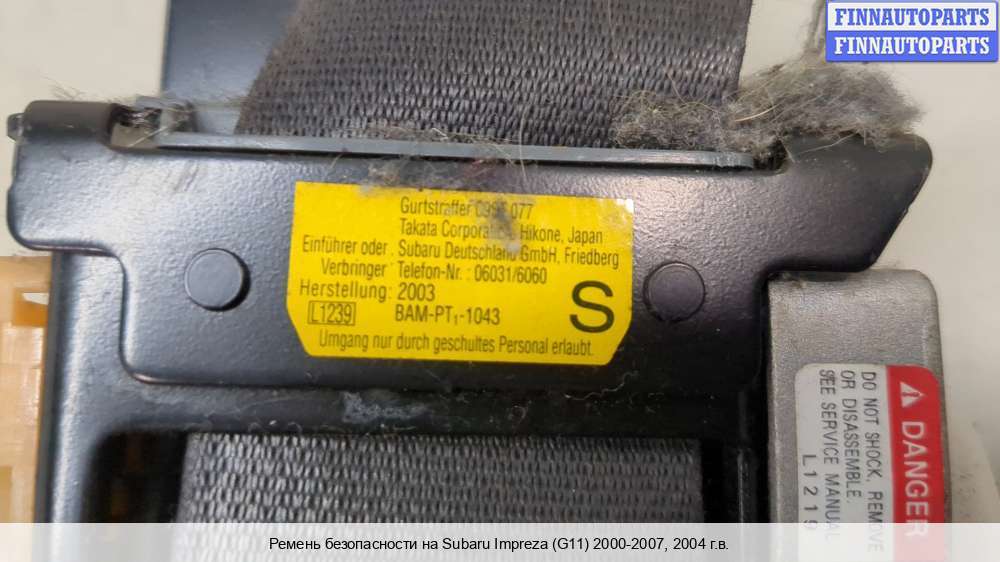 FINNAUTOPARTS
FINNAUTOPARTS
Gurtstraffer 077
Takata Hikone, Japan
Einführer oder Subaru Deutschland GmbH, Friedberg
Verbringer Telefon-Nr.: 06031/6060
Herstellung: 2003
L1239 BAM-PT₁-1043
S
Umgang nur durch geschultes Personal erlaubt.
DANGER
DO NOT SHOCK, REMOVE
OR DISASSEMBLE.
SEE SERVICE MANUAL
L1219
Ремень безопасности на Subaru Impreza (G11) 2000-2007, 2004 г.в.